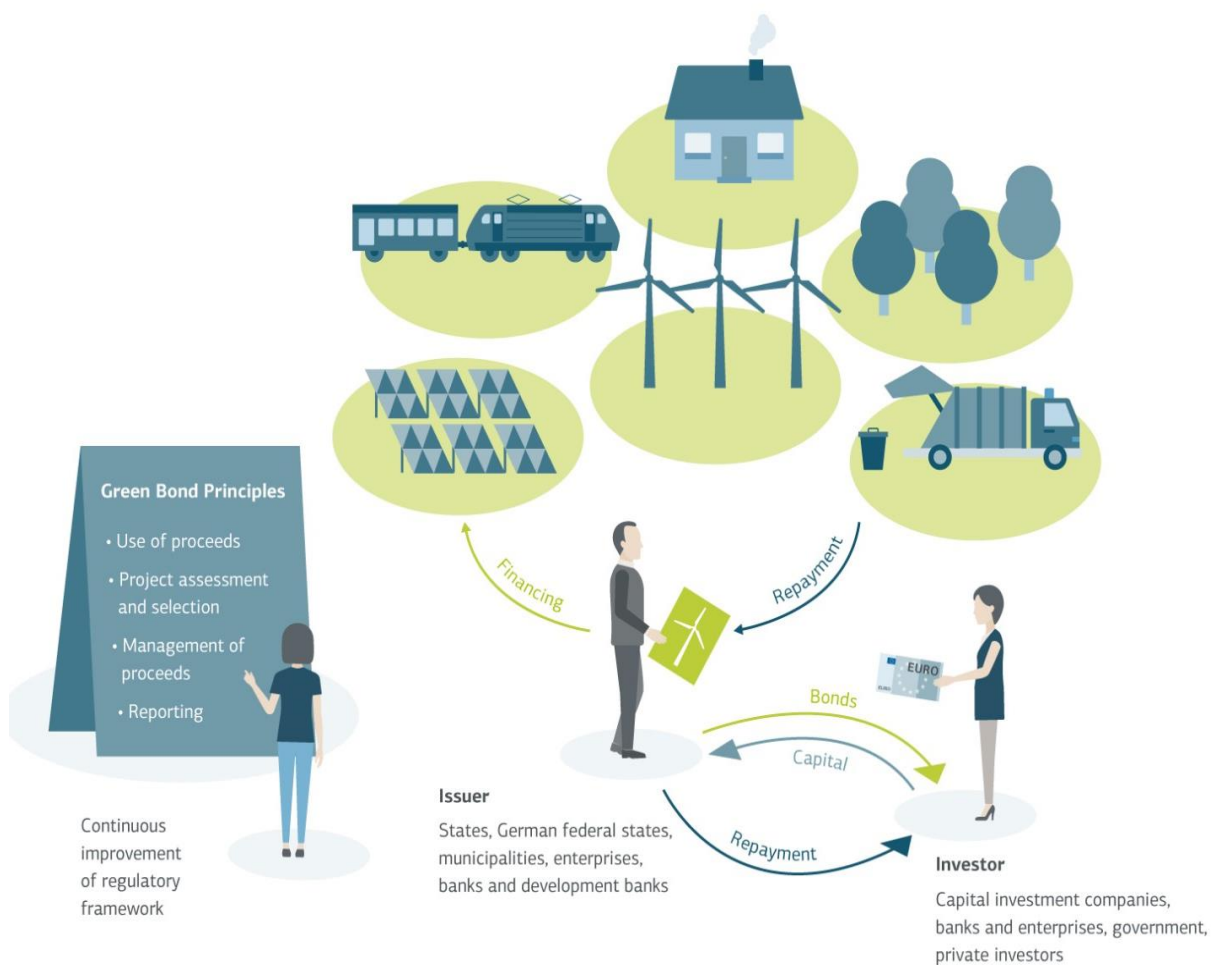 Green Bond Principles
• Use of proceeds
• Project assessment
and selection
• Management of
proceeds
• Reporting
Continuous
improvement
of regulatory
framework
Financing
Repayment
EURO
EURO
Bonds
Capital
Repayment
Issuer
States, German federal states,
municipalities, enterprises,
banks and development banks
Investor
Capital investment companies,
banks and enterprises, government,
private investors